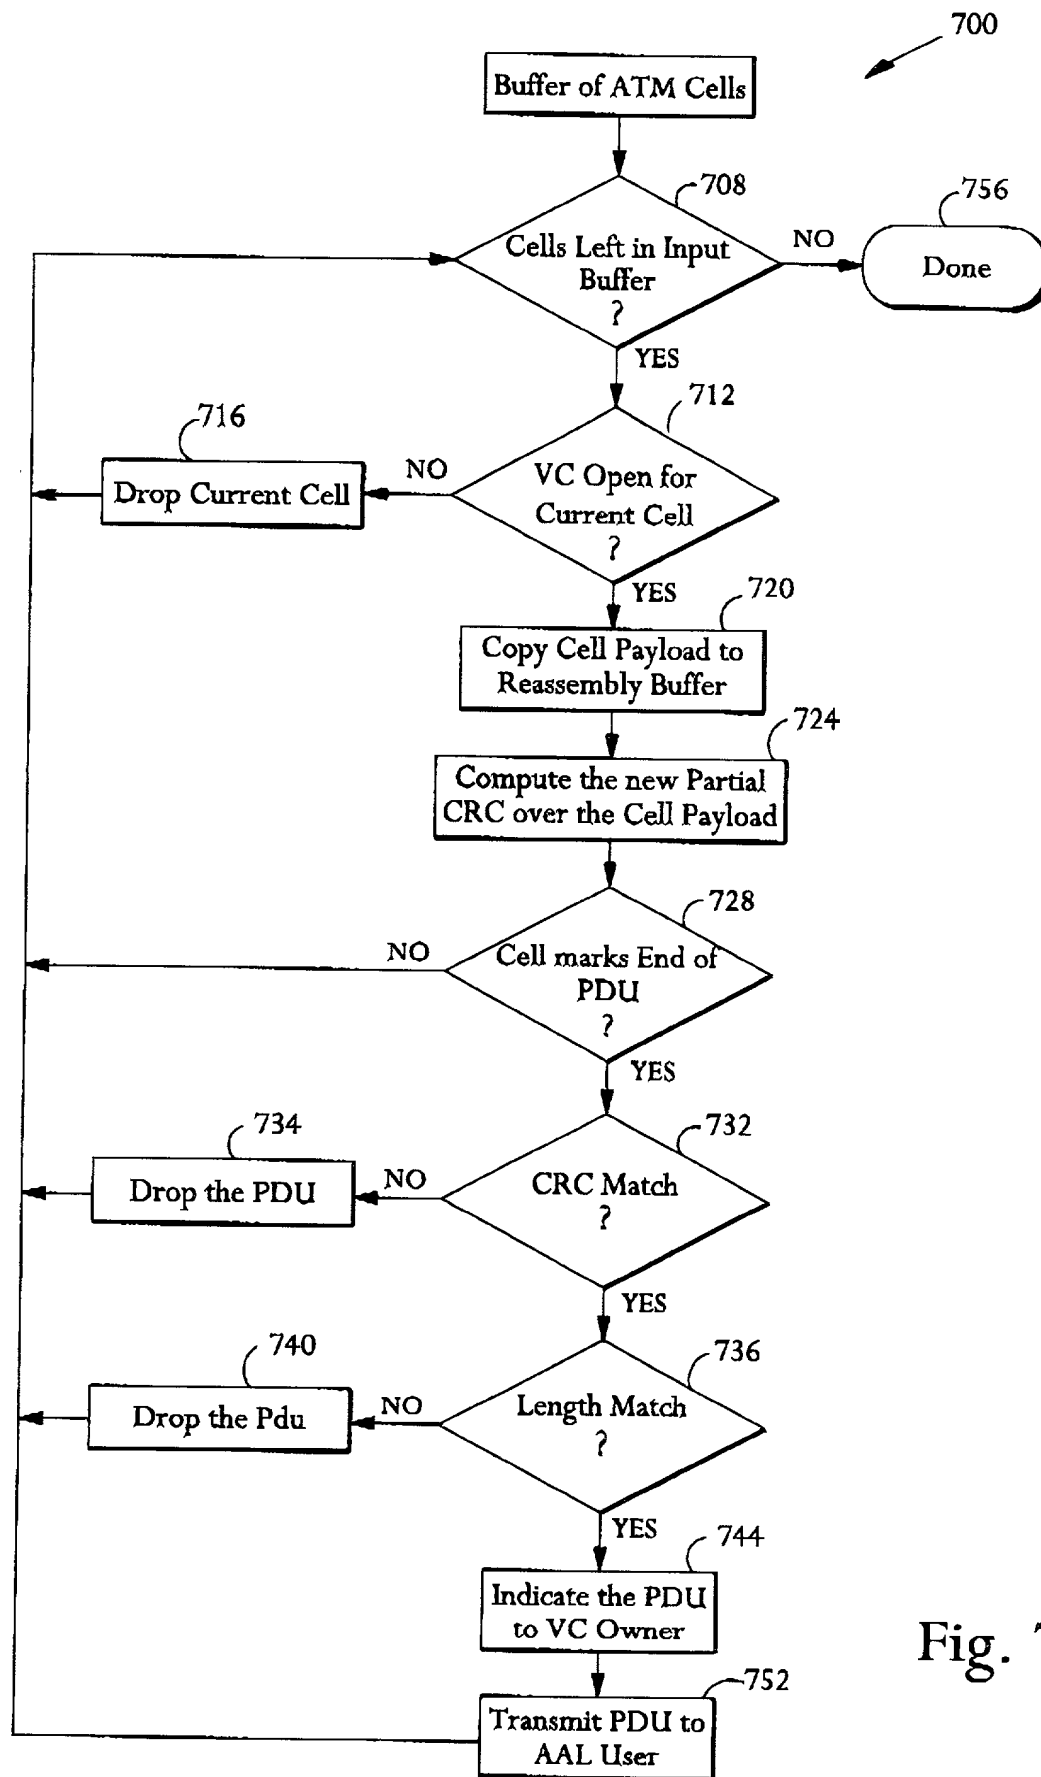 700
Buffer of ATM Cells
708
756
Cells Left in Input
Buffer
?
NO
Done
YES
712
716
VC Open for
Current Cell
?
NO
Drop Current Cell
YES
720
Copy Cell Payload to
Reassembly Buffer
724
Compute the new Partial
CRC over the Cell Payload
728
NO
Cell marks End of
PDU
?
YES
734
732
Drop the PDU
NO
CRC Match
?
YES
740
736
Drop the Pdu
NO
Length Match
?
YES
744
Indicate the PDU
to VC Owner
Fig.
752
Transmit PDU to
AAL User